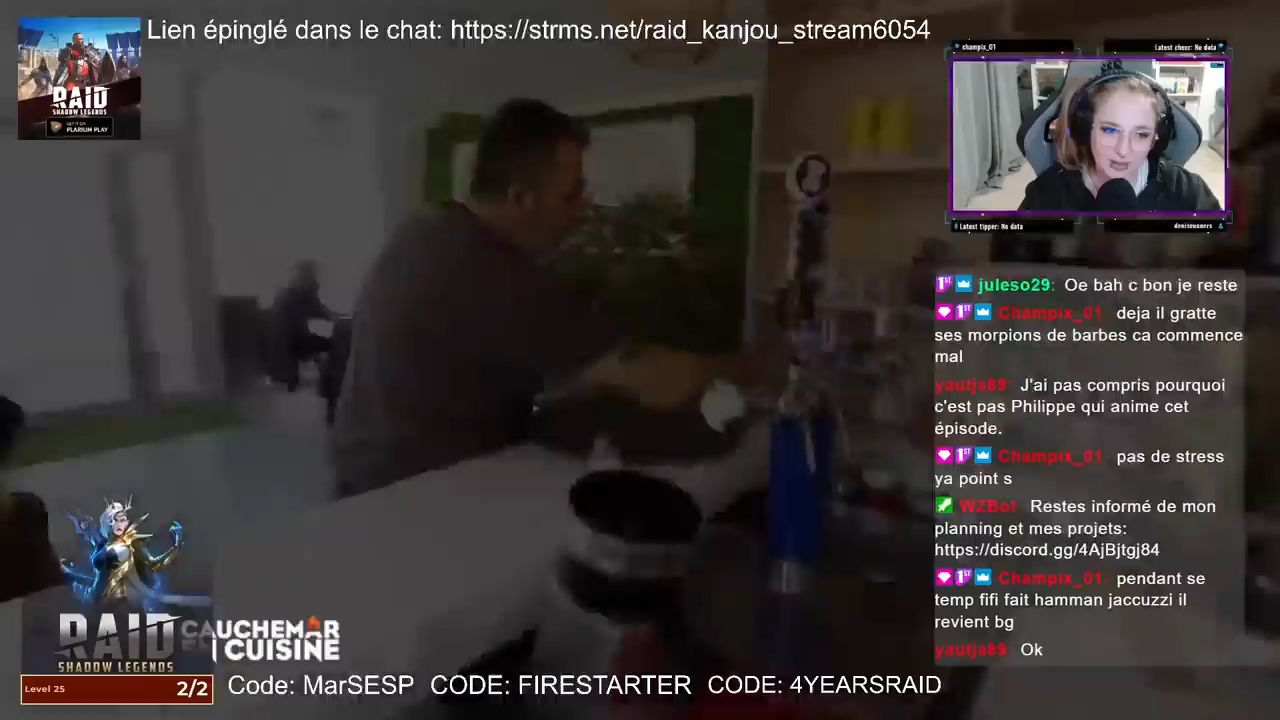 Lien épinglé dans le chat: https://strms.net/raid_kanjou_stream6054
RAID
SHADOW LEGENDS
GET IT ON
PLARIUM PLAY
champix_01
Latest cheer: No data
Latest tipper: No data
juleso29: Oe bah c bon je reste
Champix_01 deja il gratte
ses morpions de barbes ca commence
mal
yautja89 J'ai pas compris pourquoi
c'est pas Philippe qui anime cet
épisode.
Champix_01 pas de stress
ya point s
WZBot Restes informé de mon
planning et mes projets:
https://discord.gg/4AjBjtgj84
Champix_01 pendant se
temp fifi fait hamman jaccuzzi il
revient bg
yautja89 Ok
RAID
SHADOW LEGENDS
CAUCHEMAR
EN CUISINE
Level 25
2/2
Code: MarSESP CODE: FIRESTARTER CODE: 4YEARSRAID